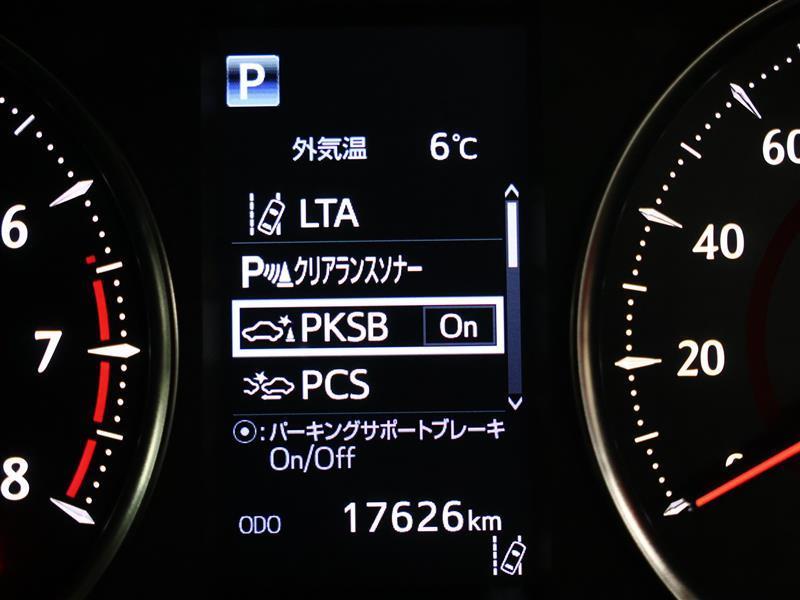 P
外気温 6℃
LTA
Pクリアランスソナー
PKSB On
PCS
⦿:パーキングサポートブレーキ
On/Off
ODO 17626km
6
7
8
60
40
20
0